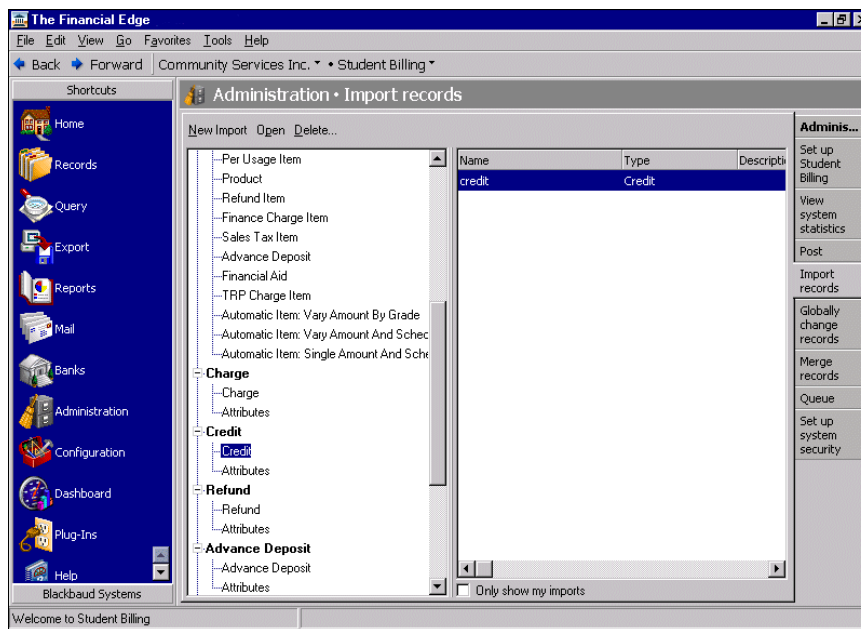 The Financial Edge
File Edit View Go Favorites Tools Help
Back Forward Community Services Inc. • Student Billing
Shortcuts
Home
Records
Query
Export
Reports
Mail
Banks
Administration
Configuration
Dashboard
Plug-Ins
Help
Blackbaud Systems
Administration • Import records
New Import Open Delete...
Per Usage Item
Product
Refund Item
Finance Charge Item
Sales Tax Item
Advance Deposit
Financial Aid
TRP Charge Item
Automatic Item: Vary Amount By Grade
Automatic Item: Vary Amount And Sched
Automatic Item: Single Amount And Sche
Charge
Charge
Attributes
Credit
Credit
Attributes
Refund
Refund
Attributes
Advance Deposit
Advance Deposit
Attributes
Name Type Descripti
credit Credit
Only show my imports
Adminis...
Set up
Student
Billing
View
system
statistics
Post
Import
records
Globally
change
records
Merge
records
Queue
Set up
system
security
Welcome to Student Billing